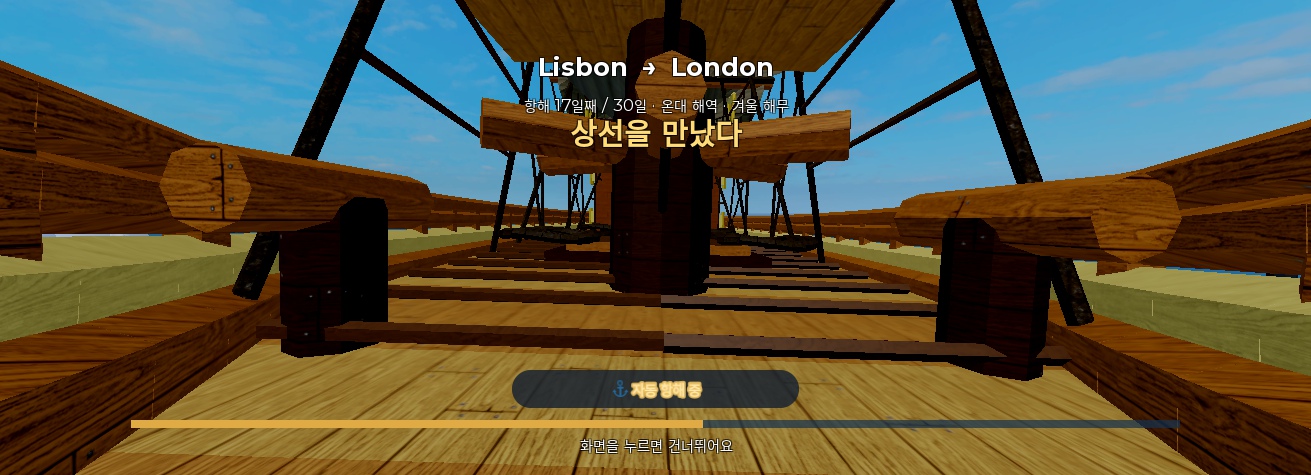 Lisbon → London
항해 17일째 / 30일 · 온대 해역 · 겨울 해무
상선을 만났다
⚓ 자동 항해 중
화면을 누르면 건너뛰어요